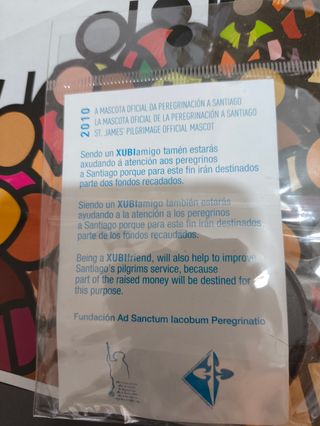 2010
A MASCOTA OFICIAL DA PEREGRINACIÓN A SANTIAGO
LA MASCOTA OFICIAL DE LA PEREGRINACIÓN A SANTIAGO
ST. JAMES' PILGRIMAGE OFFICIAL MASCOT
Sendo un XUBIamigo tamén estarás
axudando á atención aos peregrinos
a Santiago porque para este fin irán destinados
parte dos fondos recadados.
Siendo un XUBIamigo también estarás
ayudando a la atención a los peregrinos
a Santiago porque para este fin irán destinados
parte de los fondos recaudados.
Being a XUBIfriend, will also help to improve
Santiago's pilgrims service, because
part of the raised money will be destined for
this purpose.
Fundación Ad Sanctum Iacobum Peregrinatio